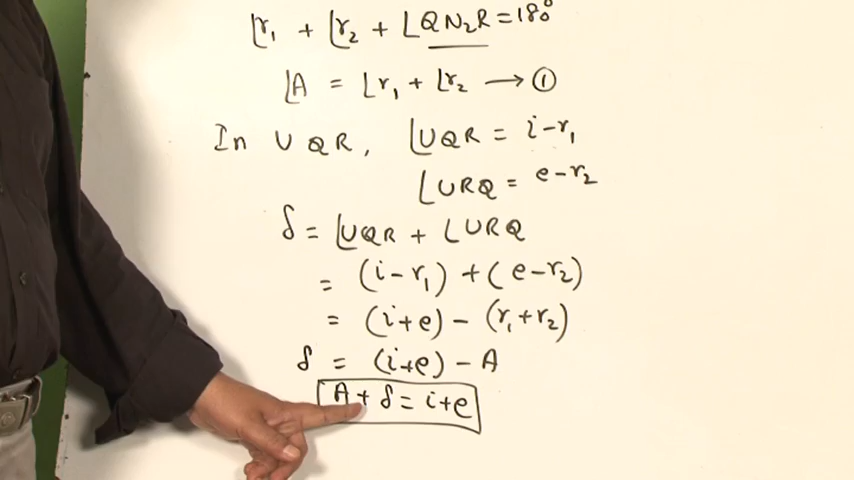 ∠r₁ + ∠r₂ + ∠QN₂R = 180°
∠A = ∠r₁ + ∠r₂ → ①
In UQR, ∠UQR = i - r₁
∠URQ = e - r₂
δ = ∠UQR + ∠URQ
= (i - r₁) + (e - r₂)
= (i+e) - (r₁+r₂)
δ = (i+e) - A
A + δ = i+e